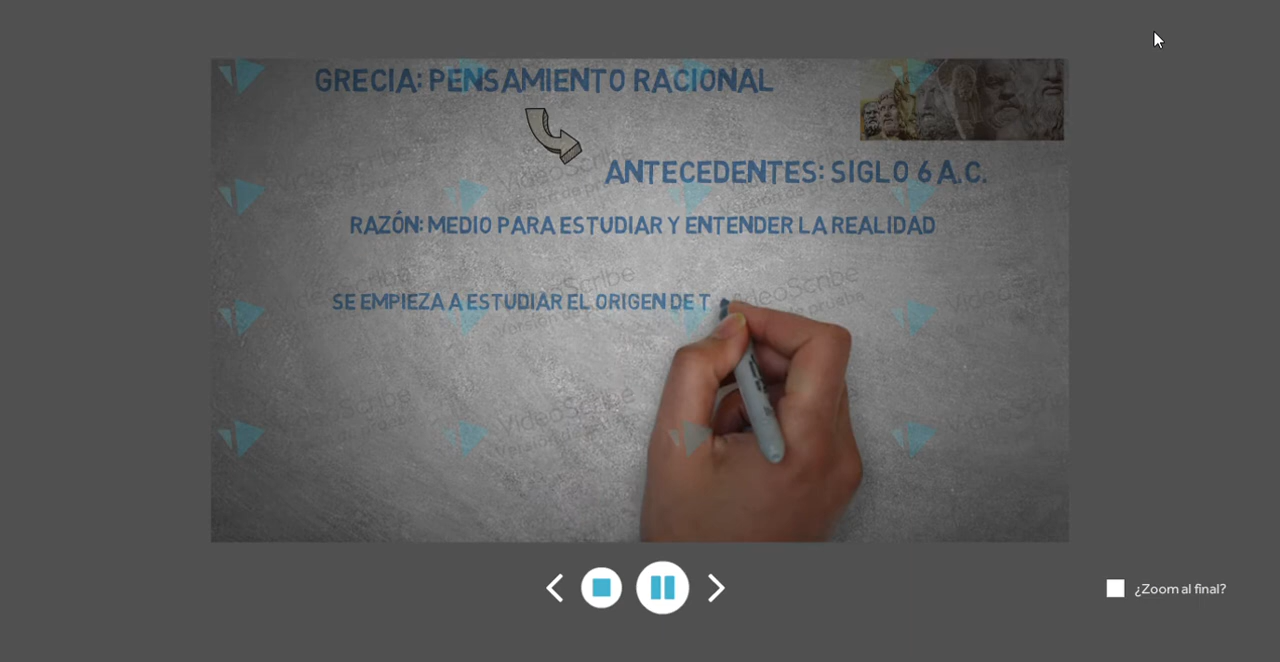 GRECIA: PENSAMIENTO RACIONAL
ANTECEDENTES: SIGLO 6 A.C.
RAZÓN: MEDIO PARA ESTUDIAR Y ENTENDER LA REALIDAD
SE EMPIEZA A ESTUDIAR EL ORIGEN DE T
VideoScribe
¿Zoom al final?